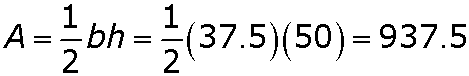 A = 1/2 bh = 1/2 (37.5)(50) = 937.5